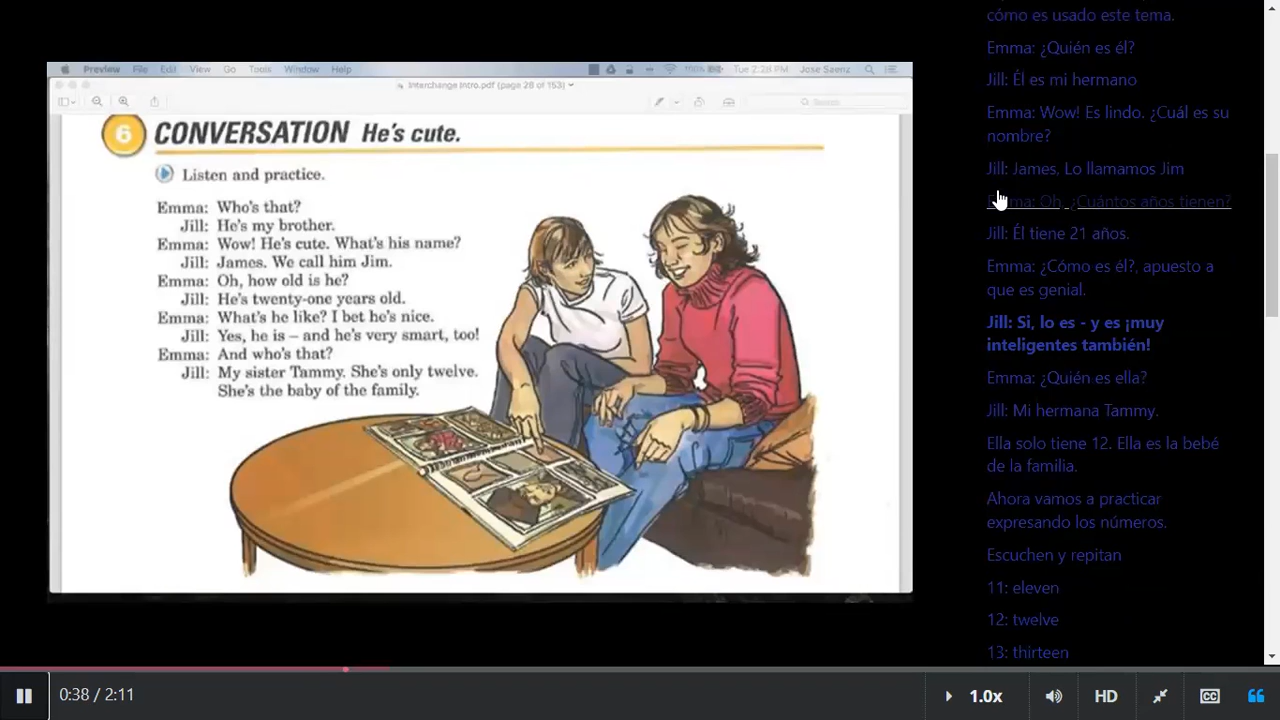 Preview File Edit View Go Tools Window Help
100% Tue 2:28 PM Jose Saenz
Interchange Intro.pdf (page 28 of 153)
Search
6 CONVERSATION He's cute.
Listen and practice.
Emma: Who's that?
Jill: He's my brother.
Emma: Wow! He's cute. What's his name?
Jill: James. We call him Jim.
Emma: Oh, how old is he?
Jill: He's twenty-one years old.
Emma: What's he like? I bet he's nice.
Jill: Yes, he is – and he's very smart, too!
Emma: And who's that?
Jill: My sister Tammy. She's only twelve.
She's the baby of the family.
cómo es usado este tema.
Emma: ¿Quién es él?
Jill: Él es mi hermano
Emma: Wow! Es lindo. ¿Cuál es su
nombre?
Jill: James, Lo llamamos Jim
Emma: Oh, ¿Cuántos años tienen?
Jill: Él tiene 21 años.
Emma: ¿Cómo es él?, apuesto a
que es genial.
Jill: Si, lo es - y es ¡muy
inteligentes también!
Emma: ¿Quién es ella?
Jill: Mi hermana Tammy.
Ella solo tiene 12. Ella es la bebé
de la familia.
Ahora vamos a practicar
expresando los números.
Escuchen y repitan
11: eleven
12: twelve
13: thirteen
0:38 / 2:11
1.0x
HD
CC